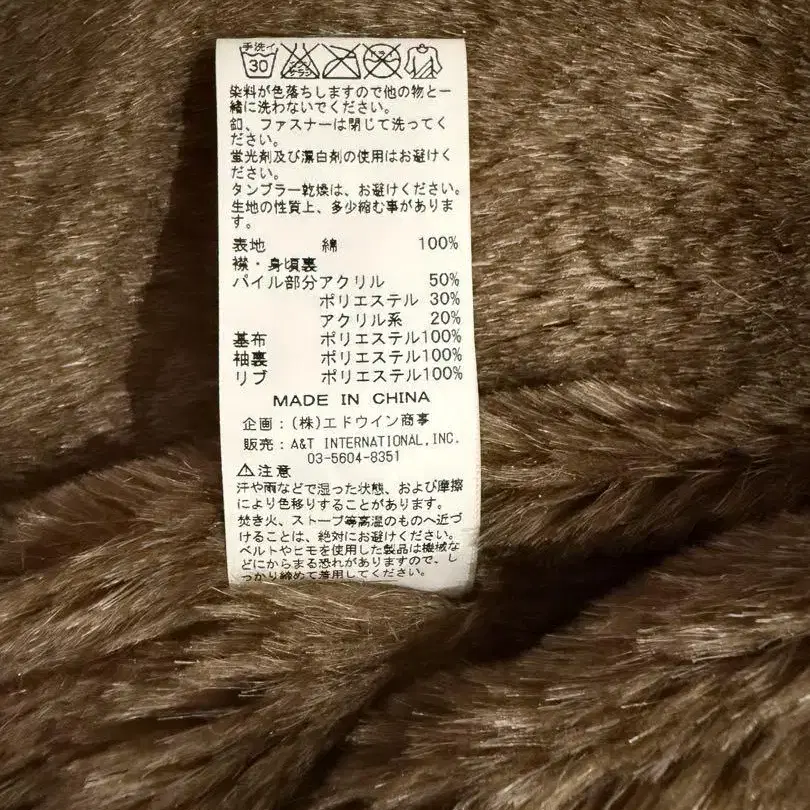 手洗イ
30
エンソ サラシ
染料が色落ちしますので他の物と一
緒に洗わないでください。
釦、ファスナーは閉じて洗ってく
ださい。
蛍光剤及び漂白剤の使用はお避けく
ださい。
タンブラー乾燥は、お避けください。
生地の性質上、多少縮む事がありま
す。
表地 綿 100%
襟・身頃裏
パイル部分アクリル 50%
ポリエステル 30%
アクリル系 20%
基布 ポリエステル100%
袖裏 ポリエステル100%
リブ ポリエステル100%
MADE IN CHINA
企画：(株)エドウイン商事
販売：A&T INTERNATIONAL,INC.
03-5604-8351
⚠注意
汗や雨などで湿った状態、および摩擦
により色移りすることがあります。
焚き火、ストーブ等高温のものへ近づ
けることは、絶対にお避けください。
ベルトやヒモを使用した製品は機械な
どにからまる恐れがありますので、し
っかり締めて着用してください。